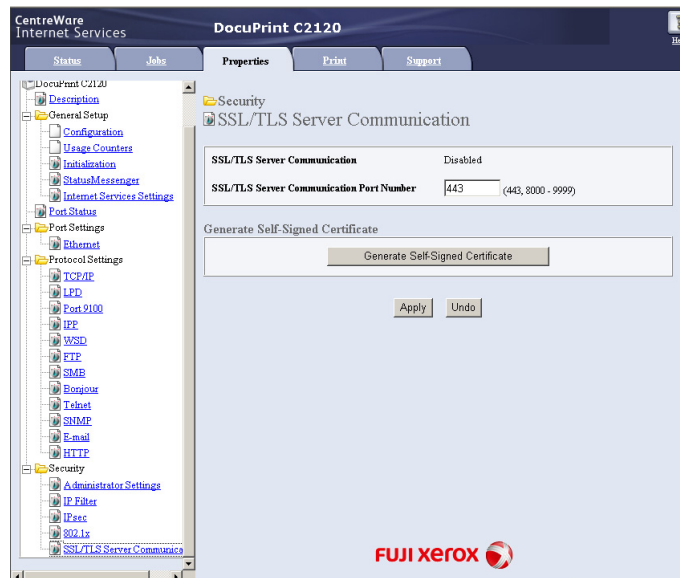 CentreWare
Internet Services
DocuPrint C2120
Status
Jobs
Properties
Print
Support
DocuPrint C2120
Description
General Setup
Configuration
Usage Counters
Initialization
StatusMessenger
Internet Services Settings
Port Status
Port Settings
Ethernet
Protocol Settings
TCP/IP
LPD
Port 9100
IPP
WSD
FTP
SMB
Bonjour
Telnet
SNMP
E-mail
HTTP
Security
Administrator Settings
IP Filter
IPsec
802.1x
SSL/TLS Server Communica
Security
SSL/TLS Server Communication
SSL/TLS Server Communication Disabled
SSL/TLS Server Communication Port Number 443 (443, 8000 - 9999)
Generate Self-Signed Certificate
Generate Self-Signed Certificate
Apply Undo
FUJI xerox